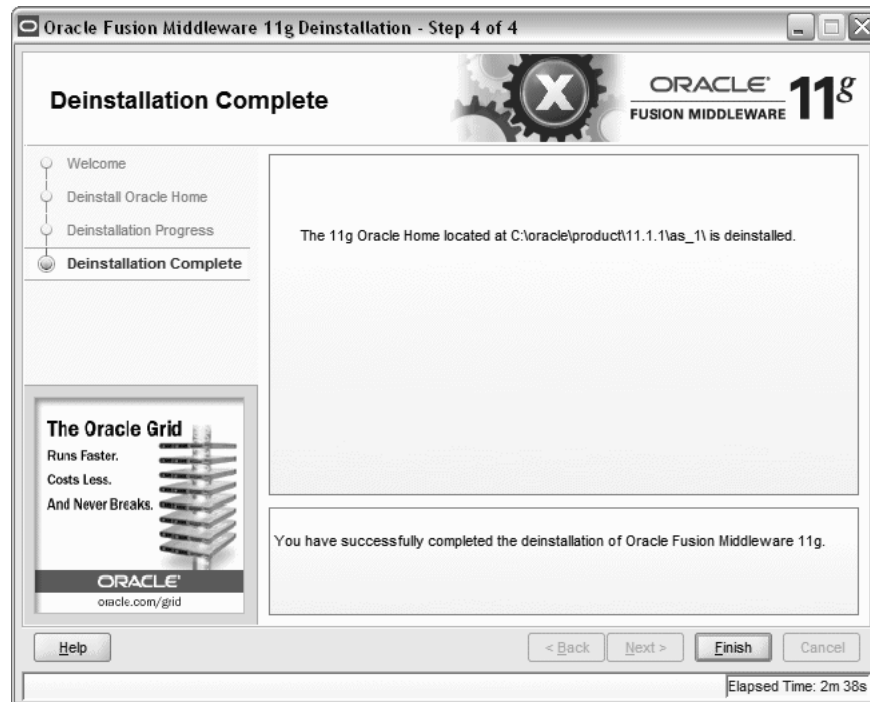 Oracle Fusion Middleware 11g Deinstallation - Step 4 of 4
Deinstallation Complete
X
ORACLE®
FUSION MIDDLEWARE
11g
Welcome
Deinstall Oracle Home
Deinstallation Progress
Deinstallation Complete
The 11g Oracle Home located at C:\oracle\product\11.1.1\as_1\ is deinstalled.
The Oracle Grid
Runs Faster.
Costs Less.
And Never Breaks.
ORACLE®
oracle.com/grid
You have successfully completed the deinstallation of Oracle Fusion Middleware 11g.
Help
< Back
Next >
Finish
Cancel
Elapsed Time: 2m 38s